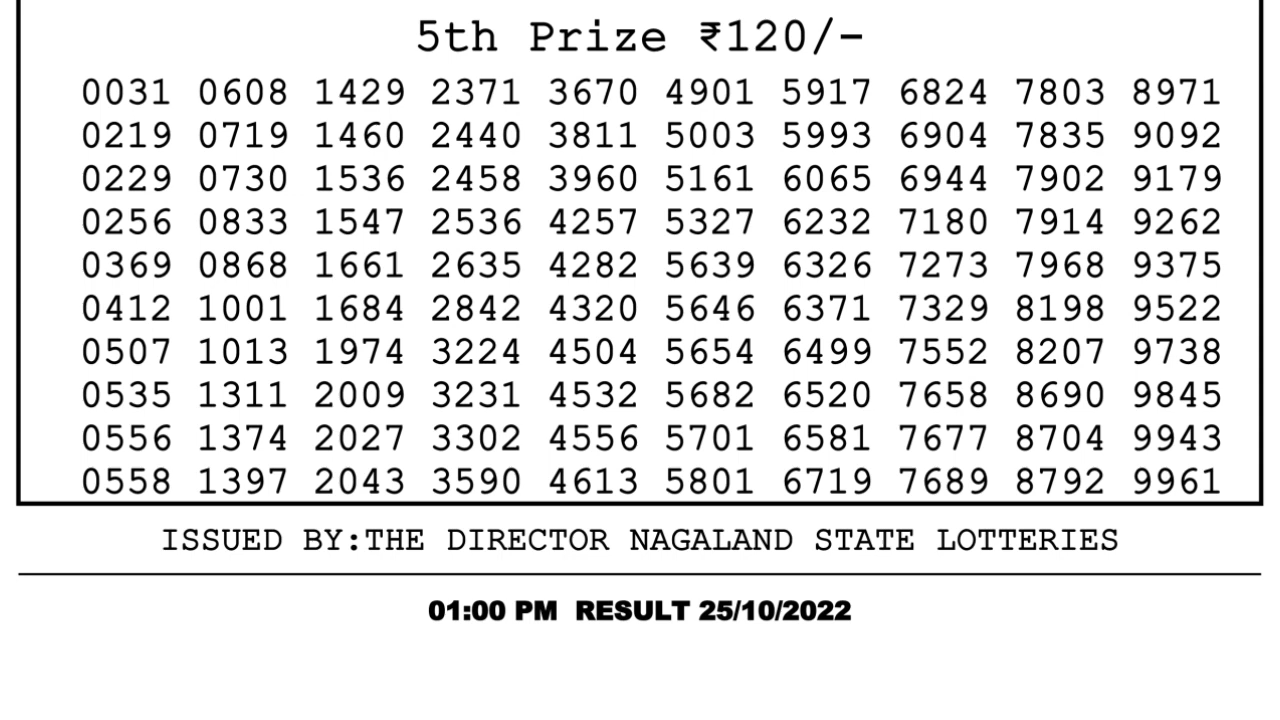 5th Prize ₹120/-
0031 0608 1429 2371 3670 4901 5917 6824 7803 8971
0219 0719 1460 2440 3811 5003 5993 6904 7835 9092
0229 0730 1536 2458 3960 5161 6065 6944 7902 9179
0256 0833 1547 2536 4257 5327 6232 7180 7914 9262
0369 0868 1661 2635 4282 5639 6326 7273 7968 9375
0412 1001 1684 2842 4320 5646 6371 7329 8198 9522
0507 1013 1974 3224 4504 5654 6499 7552 8207 9738
0535 1311 2009 3231 4532 5682 6520 7658 8690 9845
0556 1374 2027 3302 4556 5701 6581 7677 8704 9943
0558 1397 2043 3590 4613 5801 6719 7689 8792 9961
ISSUED BY:THE DIRECTOR NAGALAND STATE LOTTERIES
01:00 PM RESULT 25/10/2022